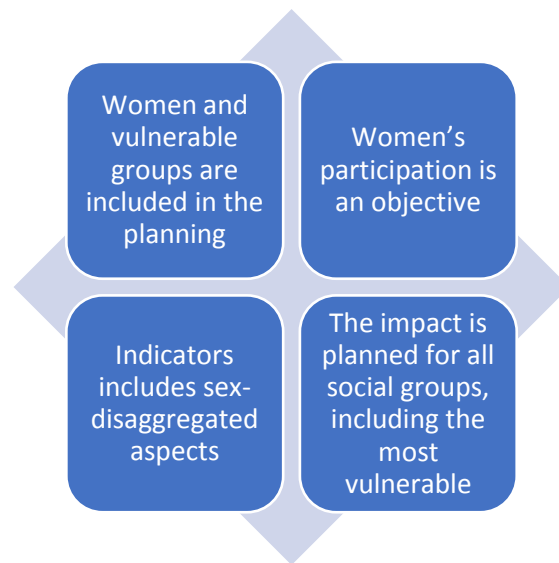 Women and
vulnerable
groups are
included in the
planning
Women’s
participation is
an objective
Indicators
includes sex-
disaggregated
aspects
The impact is
planned for all
social groups,
including the
most
vulnerable